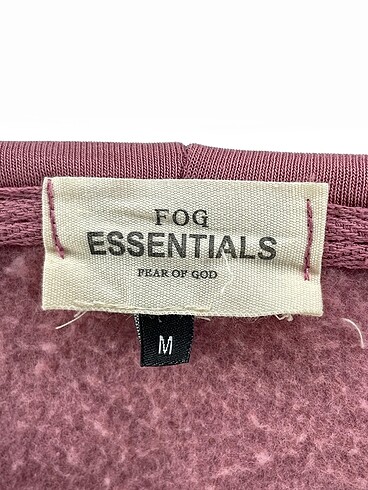 FOG
ESSENTIALS
FEAR OF GOD
M